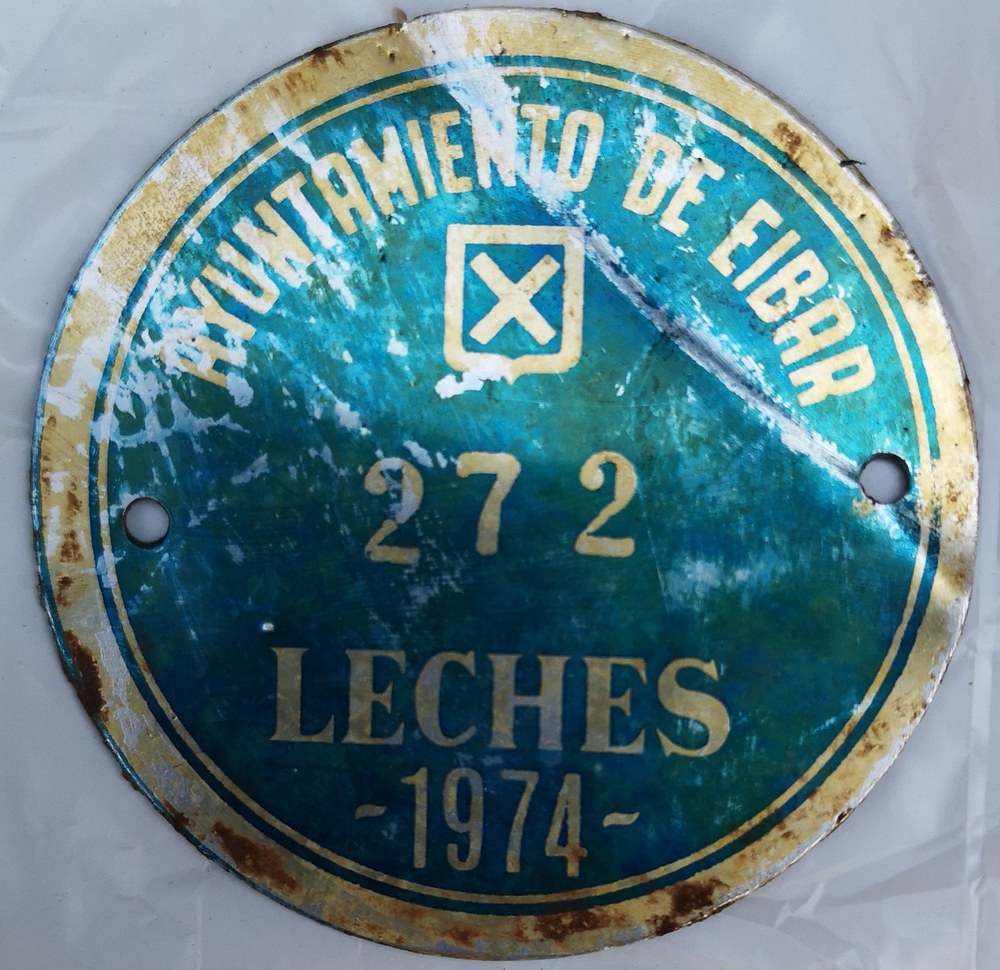 AYUNTAMIENTO DE EIBAR
272
LECHES
-1974-